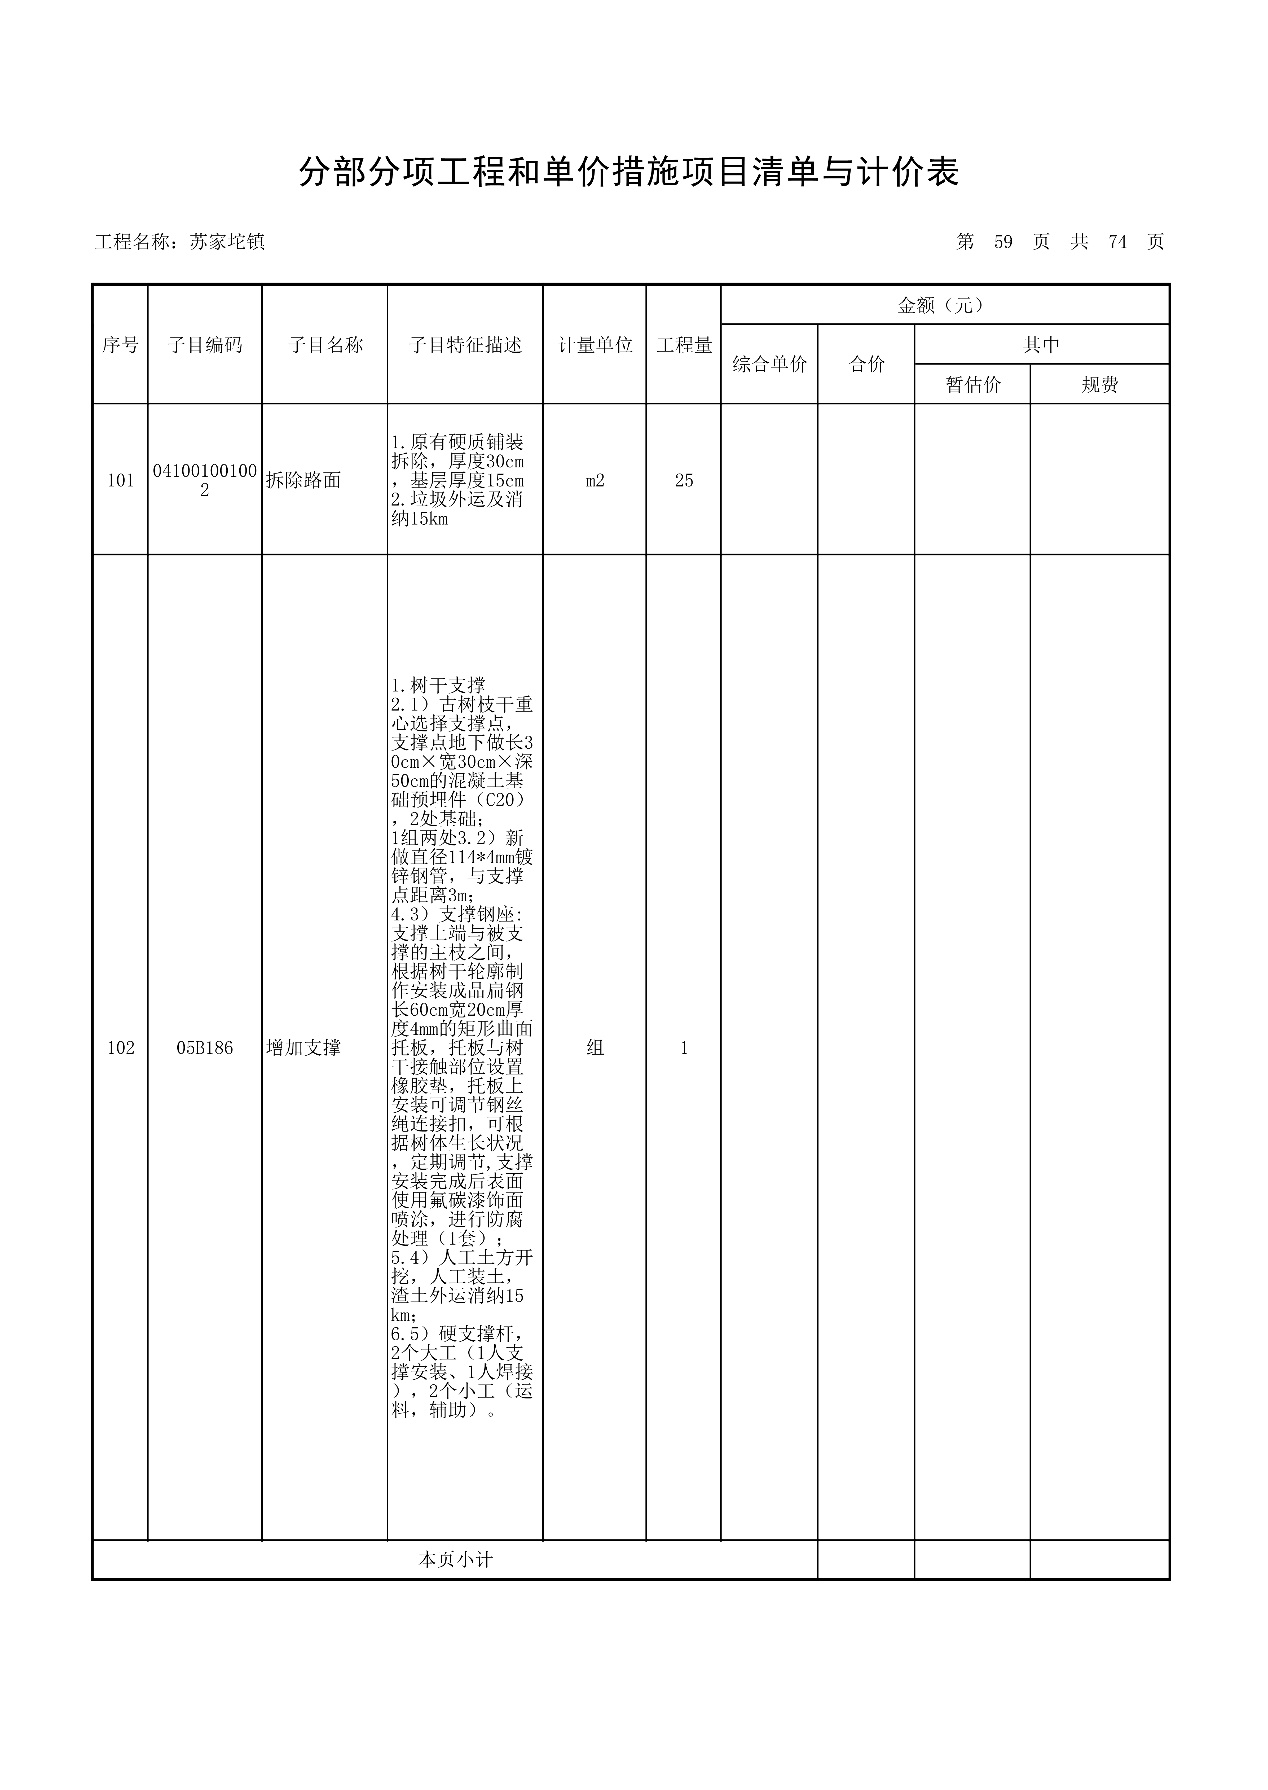 分部分项工程和单价措施项目清单与计价表
工程名称：苏家坨镇
第 59 页 共 74 页
序号 子目编码 子目名称 子目特征描述 计量单位 工程量 金额（元）
综合单价 合价 其中
暂估价 规费
101 04100100100
2 拆除路面
1.原有硬质铺装
拆除，厚度30cm
，基层厚度15cm
2.垃圾外运及消
纳15km
m2 25
102 05B186 增加支撑
1.树干支撑
2.1）古树枝干重
心选择支撑点，
支撑点地下做长3
0cm×宽30cm×深
50cm的混凝土基
础预埋件（C20）
，2处基础；
1组两处3.2）新
做直径114*4mm镀
锌钢管，与支撑
点距离3m；
4.3）支撑钢座：
支撑上端与被支
撑的主枝之间，
根据树干轮廓制
作安装成品扁钢
长60cm宽20cm厚
度4mm的矩形曲面
托板，托板与树
干接触部位设置
橡胶垫，托板上
安装可调节钢丝
绳连接扣，可根
据树体生长状况
，定期调节,支撑
安装完成后表面
使用氟碳漆饰面
喷涂，进行防腐
处理（1套）；
5.4）人工土方开
挖，人工装土，
渣土外运消纳15
km；
6.5）硬支撑杆，
2个大工（1人支
撑安装、1人焊接
），2个小工（运
料，辅助）。
组 1
本页小计